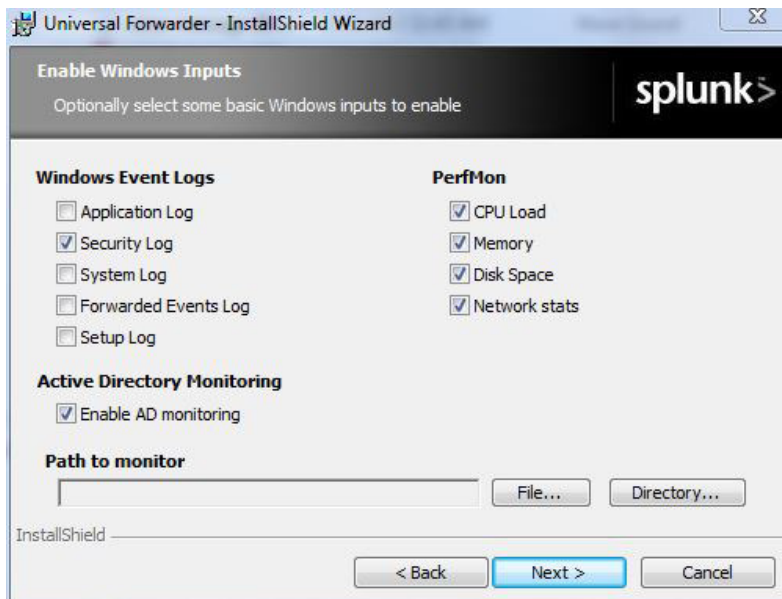 Universal Forwarder - InstallShield Wizard
Enable Windows Inputs
Optionally select some basic Windows inputs to enable
splunk>
Windows Event Logs
Application Log
Security Log
System Log
Forwarded Events Log
Setup Log
PerfMon
CPU Load
Memory
Disk Space
Network stats
Active Directory Monitoring
Enable AD monitoring
Path to monitor
File...
Directory...
InstallShield
< Back
Next >
Cancel